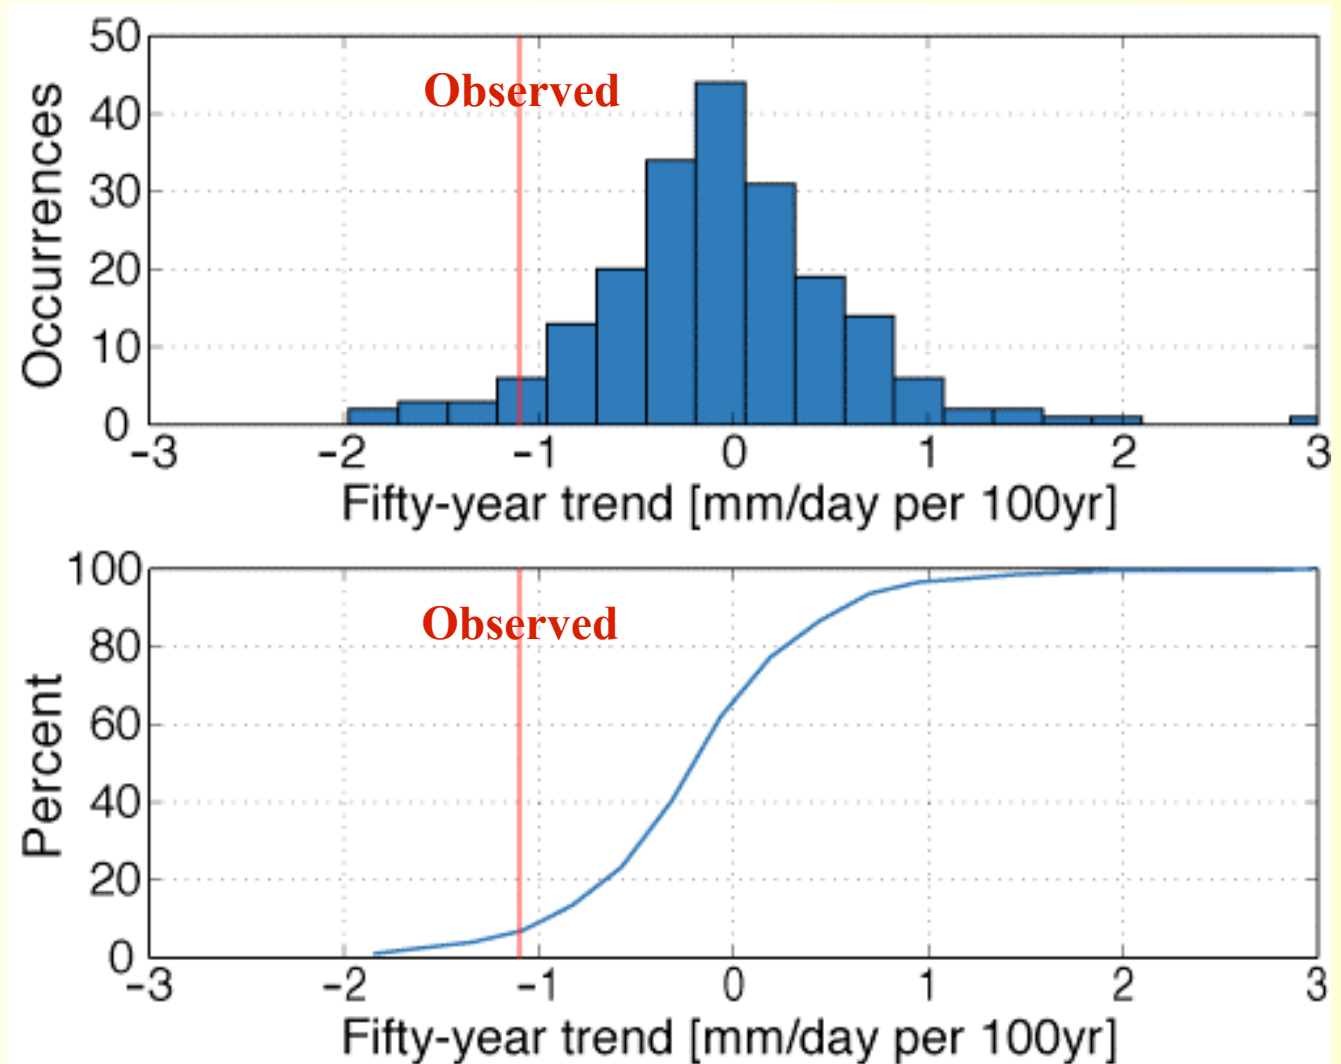 50
40
30
20
10
0
Occurrences
Observed
−3 −2 −1 0 1 2 3
Fifty-year trend [mm/day per 100yr]
100
80
60
40
20
0
Percent
Observed
−3 −2 −1 0 1 2 3
Fifty-year trend [mm/day per 100yr]